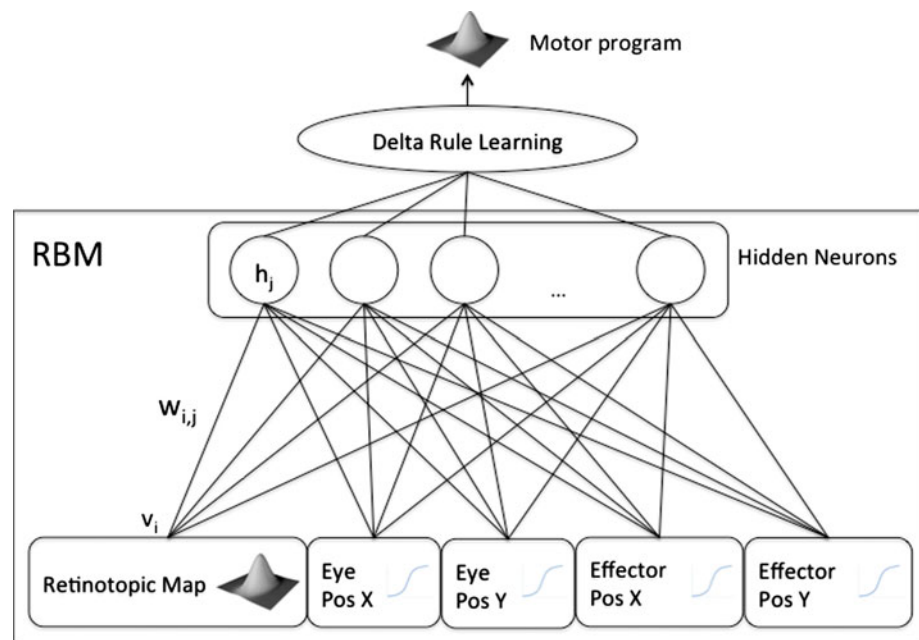 Motor program
Delta Rule Learning
RBM
Hidden Neurons
h_j
...
w_{i,j}
v_i
Retinotopic Map
Eye
Pos X
Eye
Pos Y
Effector
Pos X
Effector
Pos Y